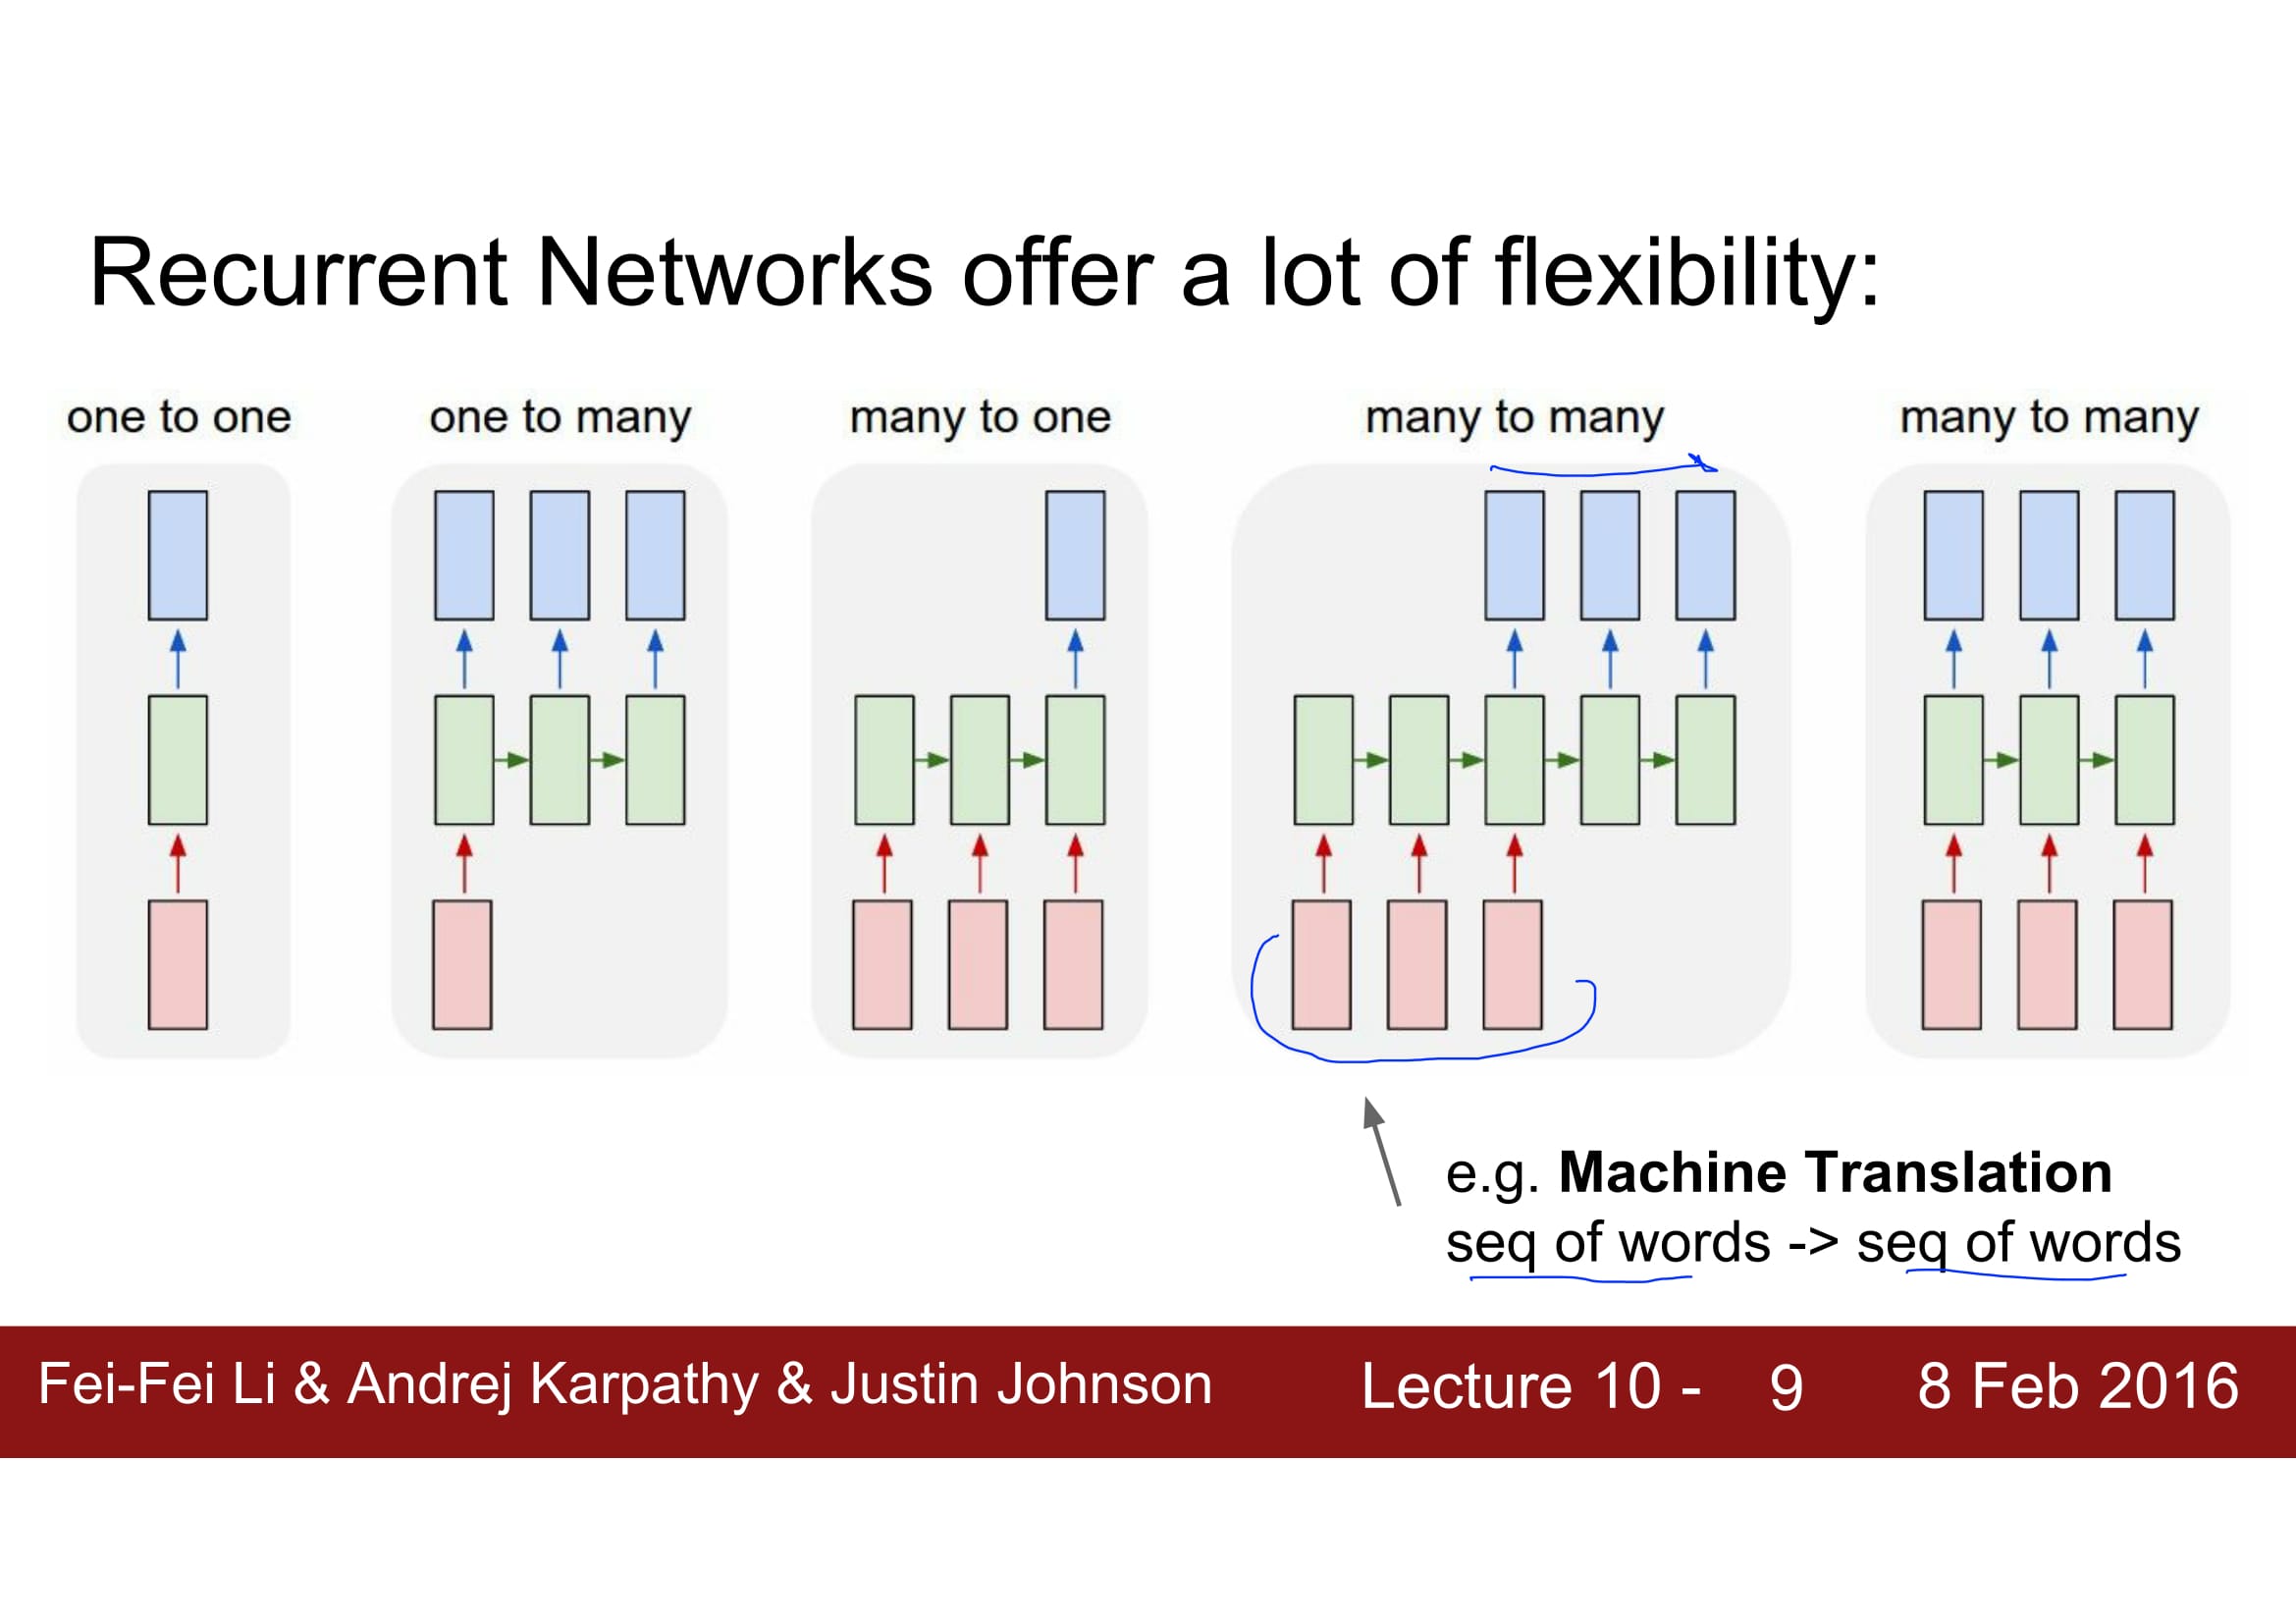 Recurrent Networks offer a lot of flexibility:
one to one
one to many
many to one
many to many
many to many
e.g. Machine Translation
seq of words -> seq of words
Fei-Fei Li & Andrej Karpathy & Justin Johnson
Lecture 10 - 9
8 Feb 2016